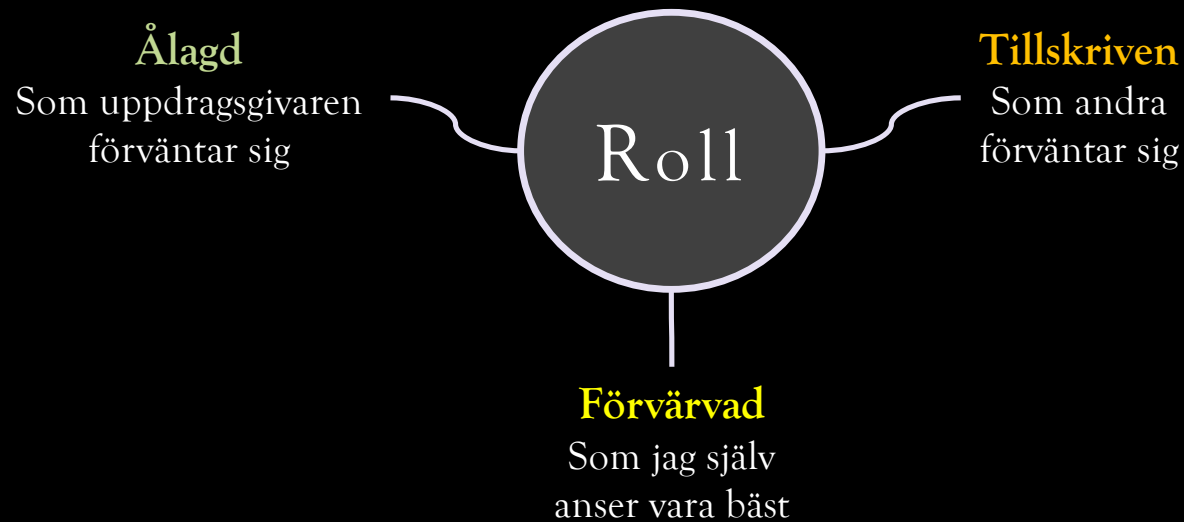 Ålagd
Som uppdragsgivaren
förväntar sig
Roll
Tillskriven
Som andra
förväntar sig
Förvärvad
Som jag själv
anser vara bäst